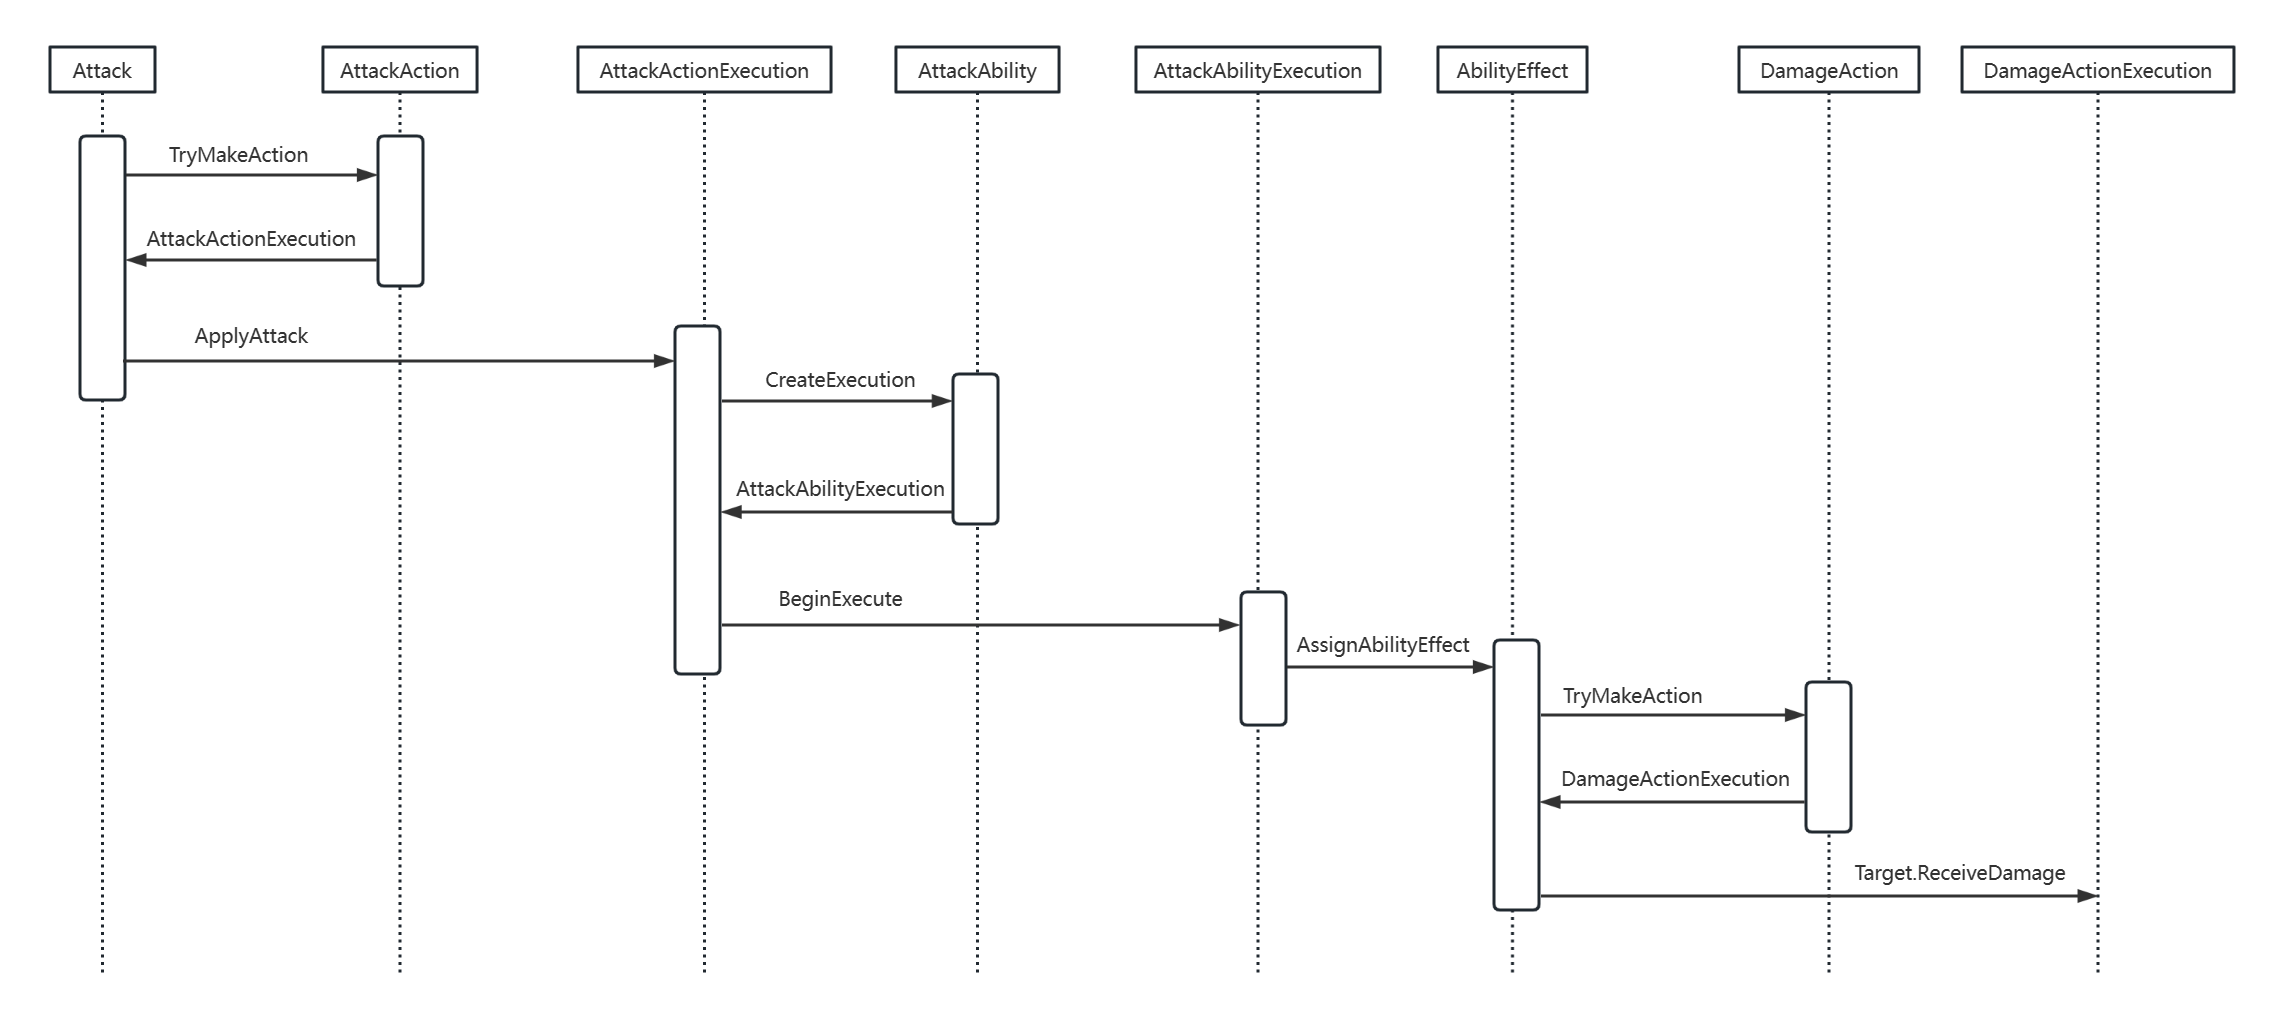 Attack
AttackAction
AttackActionExecution
AttackAbility
AttackAbilityExecution
AbilityEffect
DamageAction
DamageActionExecution
TryMakeAction
AttackActionExecution
ApplyAttack
CreateExecution
AttackAbilityExecution
BeginExecute
AssignAbilityEffect
TryMakeAction
DamageActionExecution
Target.ReceiveDamage